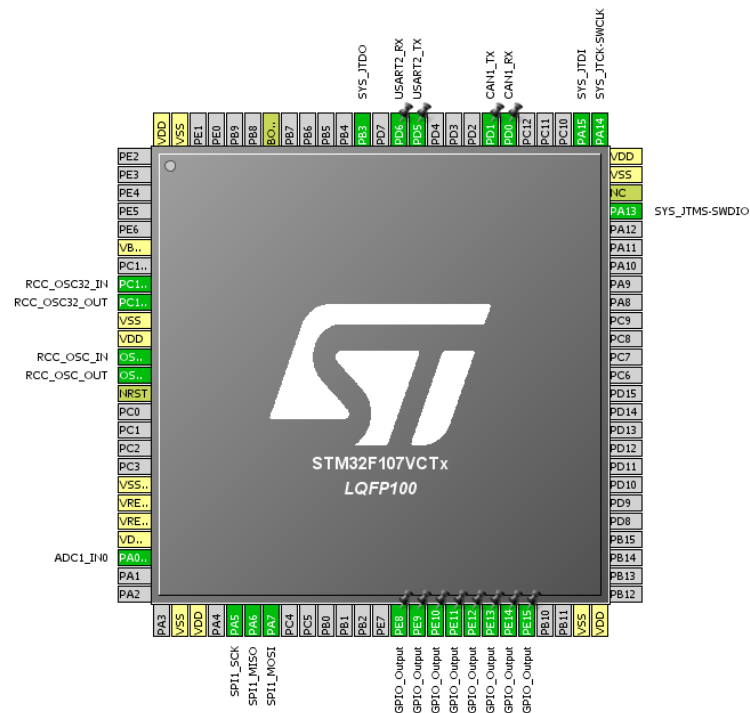 SYS_JTDO
USART2_RX
USART2_TX
CAN1_TX
CAN1_RX
SYS_JTDI
SYS_JTCK-SWCLK
VDD
VSS
PE1
PE0
PB9
PB8
BO..
PB7
PB6
PB5
PB4
PB3
PD7
PD6
PD5
PD4
PD3
PD2
PD1
PD0
PC12
PC11
PC10
PA15
PA14
PE2
PE3
PE4
PE5
PE6
VB..
PC1..
RCC_OSC32_IN PC1..
RCC_OSC32_OUT PC1..
VSS
VDD
RCC_OSC_IN OS..
RCC_OSC_OUT OS..
NRST
PC0
PC1
PC2
PC3
VSS..
VRE..
VRE..
VD..
ADC1_IN0 PA0..
PA1
PA2
VDD
VSS
NC
PA13 SYS_JTMS-SWDIO
PA12
PA11
PA10
PA9
PA8
PC9
PC8
PC7
PC6
PD15
PD14
PD13
PD12
PD11
PD10
PD9
PD8
PB15
PB14
PB13
PB12
ST
STM32F107VCTx
LQFP100
PA3
VSS
VDD
PA4
PA5
PA6
PA7
PC4
PC5
PB0
PB1
PB2
PE7
PE8
PE9
PE10
PE11
PE12
PE13
PE14
PE15
PB10
PB11
VSS
VDD
SPI1_SCK
SPI1_MISO
SPI1_MOSI
GPIO_Output
GPIO_Output
GPIO_Output
GPIO_Output
GPIO_Output
GPIO_Output
GPIO_Output
GPIO_Output